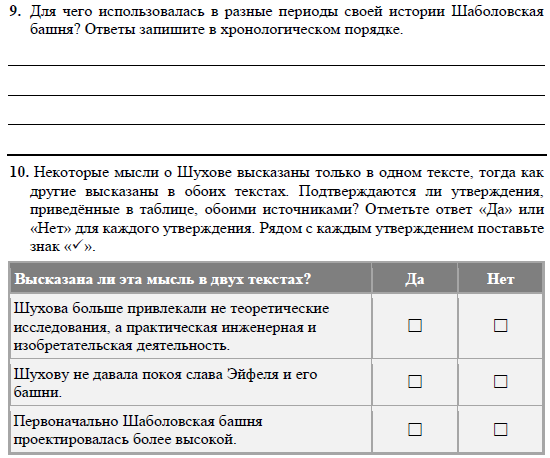 9. Для чего использовалась в разные периоды своей истории Шаболовская
башня? Ответы запишите в хронологическом порядке.
10. Некоторые мысли о Шухове высказаны только в одном тексте, тогда как
другие высказаны в обоих текстах. Подтверждаются ли утверждения,
приведённые в таблице, обоими источниками? Отметьте ответ «Да» или
«Нет» для каждого утверждения. Рядом с каждым утверждением поставьте
знак «✓».
Высказана ли эта мысль в двух текстах? Да Нет
Шухова больше привлекали не теоретические
исследования, а практическая инженерная и
изобретательская деятельность.
Шухову не давала покоя слава Эйфеля и его
башни.
Первоначально Шаболовская башня
проектировалась более высокой.